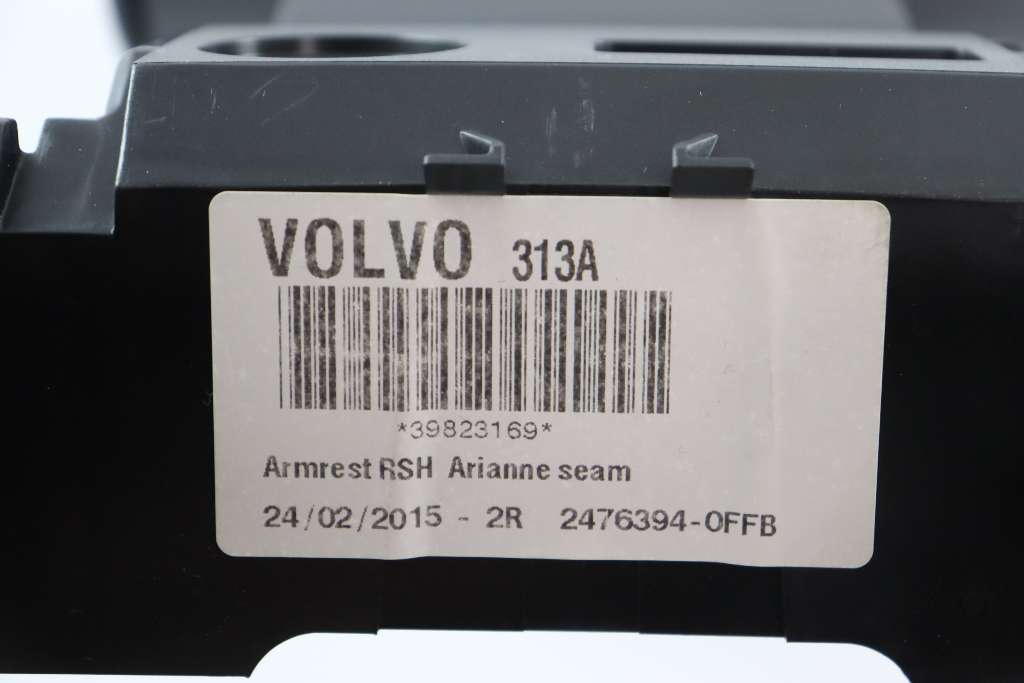 VOLVO 313A
*39823169*
Armrest RSH Arianne seam
24/02/2015 - 2R 2476394-0FFB